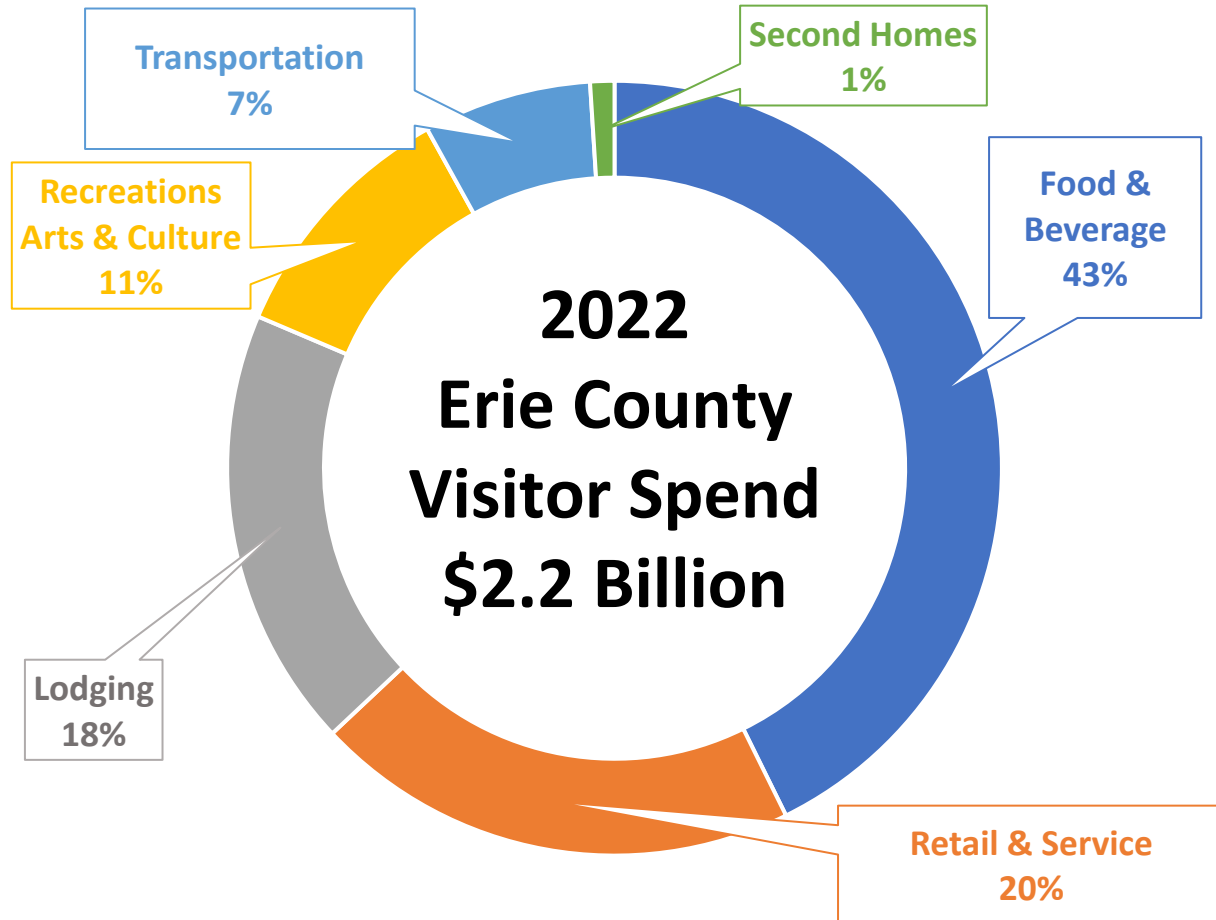 Transportation
7%
Second Homes
1%
Recreations
Arts & Culture
11%
Food &
Beverage
43%
2022
Erie County
Visitor Spend
$2.2 Billion
Lodging
18%
Retail & Service
20%